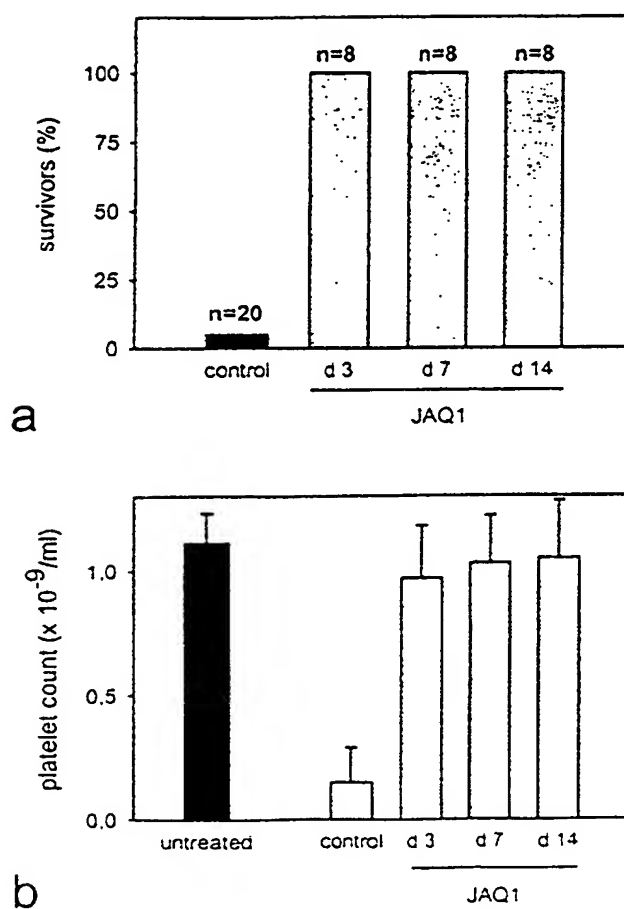 survivors (%)
100
75
50
25
0
n=20
n=8
n=8
n=8
control
d 3
d 7
d 14
JAQ1
a
platelet count (x 10-9/ml)
1.0
0.5
0.0
untreated
control
d 3
d 7
d 14
JAQ1
b